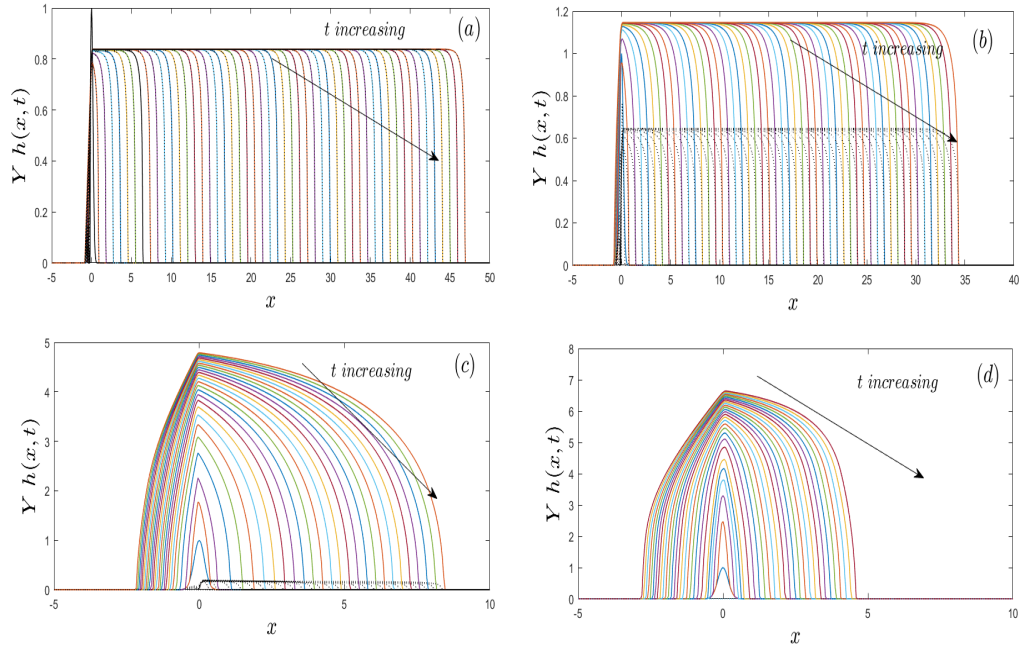 t increasing
(a)
1
0.8
0.6
0.4
0.2
0
Y h(x, t)
-5 0 5 10 15 20 25 30 35 40 45 50
x
t increasing
(b)
1.2
1
0.8
0.6
0.4
0.2
0
Y h(x, t)
-5 0 5 10 15 20 25 30 35 40
x
t increasing
(c)
5
4
3
2
1
0
Y h(x, t)
-5 0 5 10
x
t increasing
(d)
8
7
6
5
4
3
2
1
0
Y h(x, t)
-5 0 5 10
x